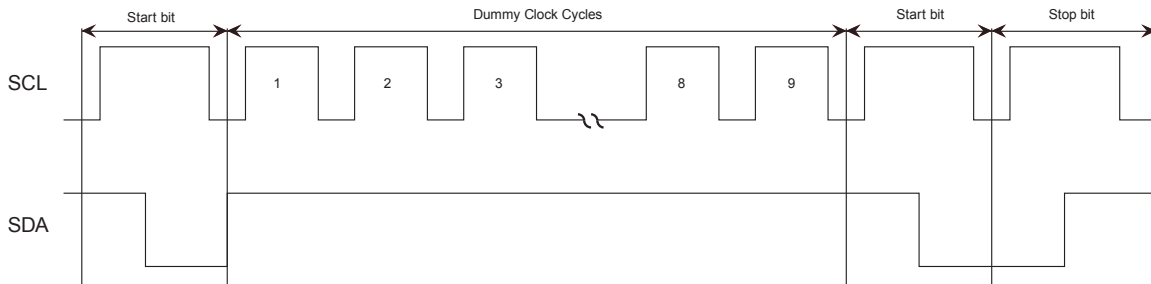 Start bit Dummy Clock Cycles Start bit Stop bit
SCL 1 2 3 8 9
SDA